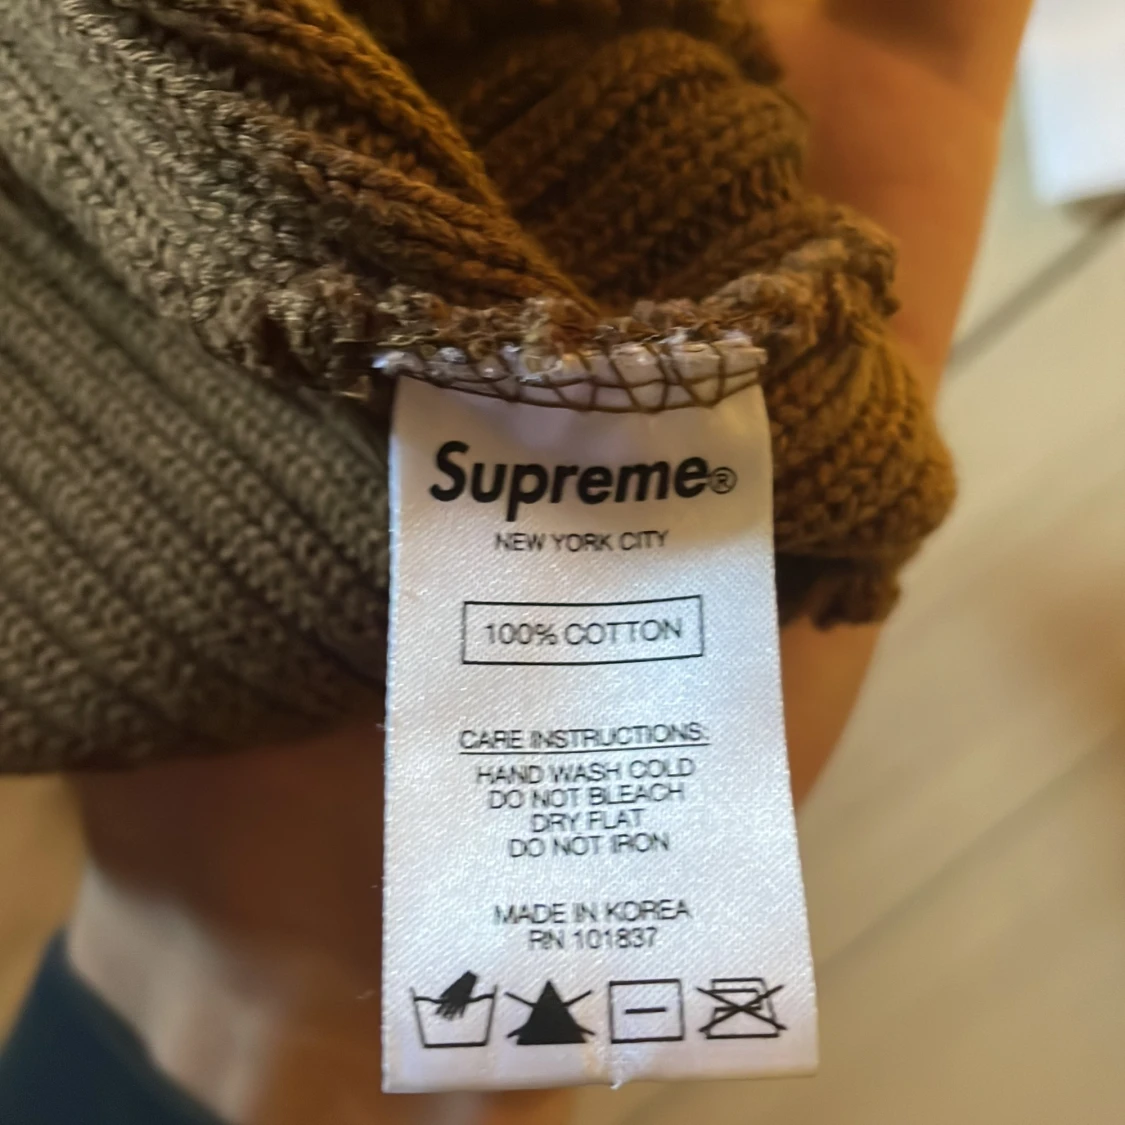 Supreme®
NEW YORK CITY
100% COTTON
CARE INSTRUCTIONS:
HAND WASH COLD
DO NOT BLEACH
DRY FLAT
DO NOT IRON
MADE IN KOREA
RN 101837